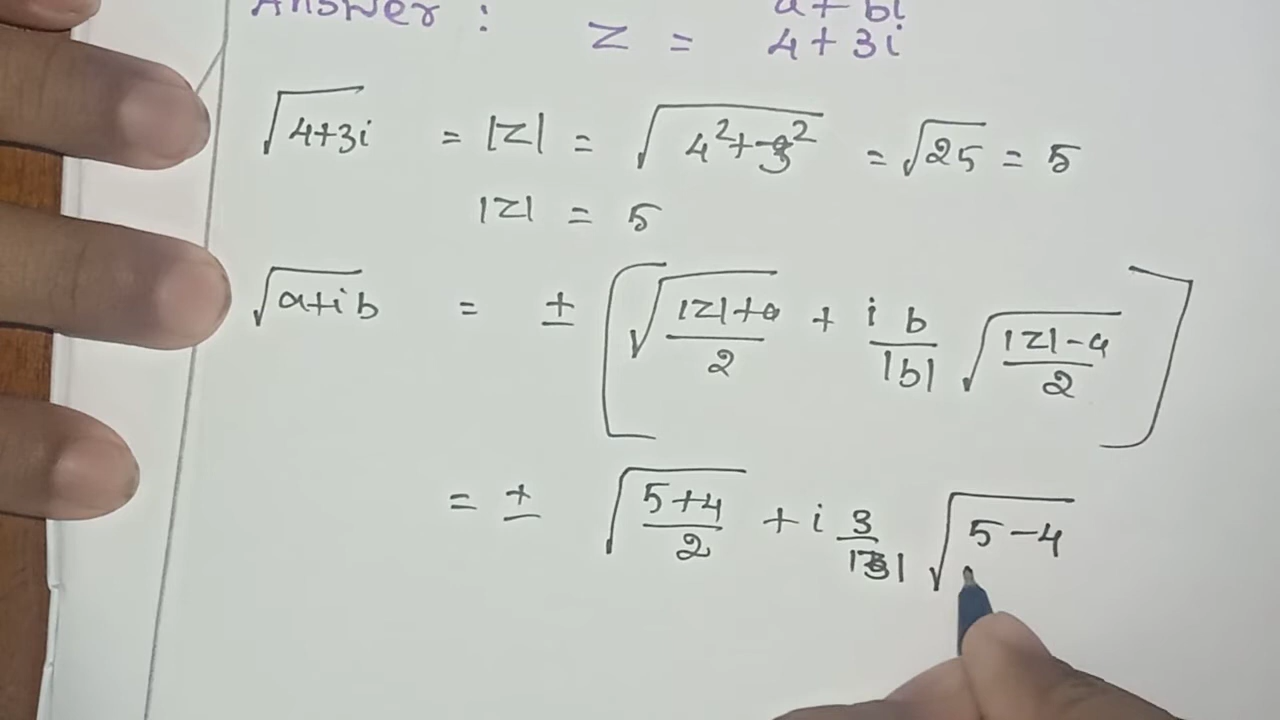 a + bi
Answer : Z = 4 + 3i
√(4+3i) = |Z| = √(4² + 3²) = √25 = 5
|Z| = 5
√(a+ib) = ± [ √((|Z|+a)/2) + i b/|b| √((|Z|-a)/2) ]
= ± √((5+4)/2) + i 3/|3| √(5-4)